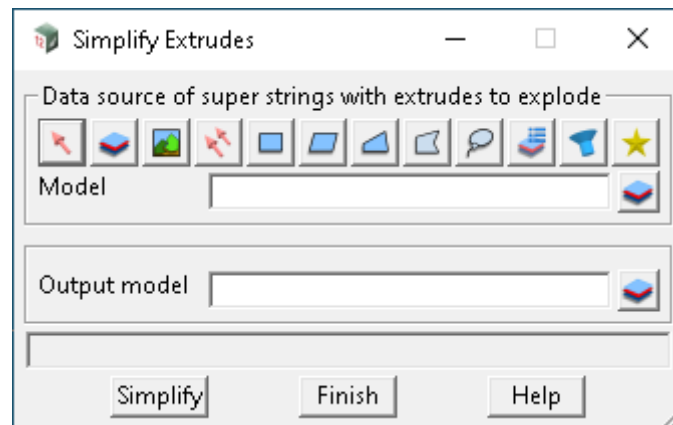 Simplify Extrudes
Data source of super strings with extrudes to explode
Model
Output model
Simplify Finish Help